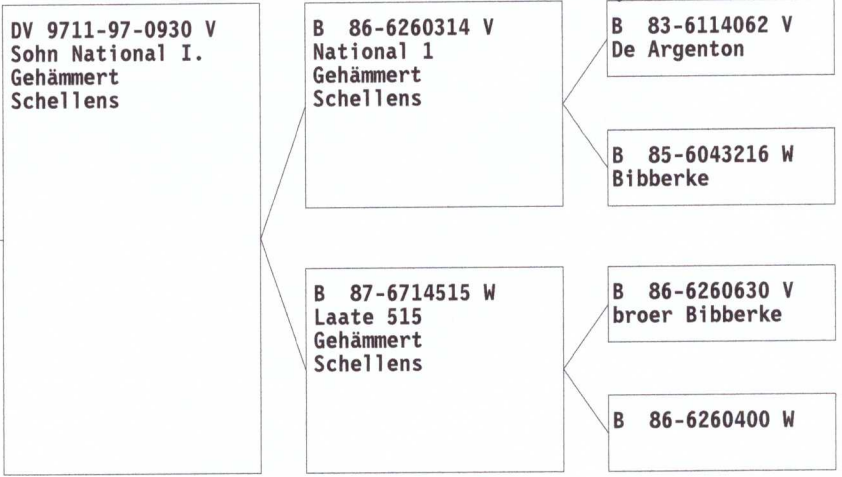 DV 9711-97-0930 V
Sohn National I.
Gehämmert
Schellens
B 86-6260314 V
National 1
Gehämmert
Schellens
B 83-6114062 V
De Argenton
B 85-6043216 W
Bibberke
B 87-6714515 W
Laate 515
Gehämmert
Schellens
B 86-6260630 V
broer Bibberke
B 86-6260400 W